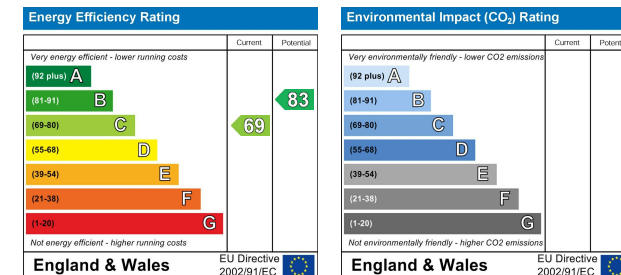 Energy Efficiency Rating
Current Potential
Very energy efficient - lower running costs
(92 plus) A
(81-91) B
83
(69-80) C
69
(55-68) D
(39-54) E
(21-38) F
(1-20) G
Not energy efficient - higher running costs
England & Wales
EU Directive
2002/91/EC
Environmental Impact (CO₂) Rating
Current Potent
Very environmentally friendly - lower CO2 emissions
(92 plus) A
(81-91) B
(69-80) C
(55-68) D
(39-54) E
(21-38) F
(1-20) G
Not environmentally friendly - higher CO2 emissions
England & Wales
EU Directive
2002/91/EC